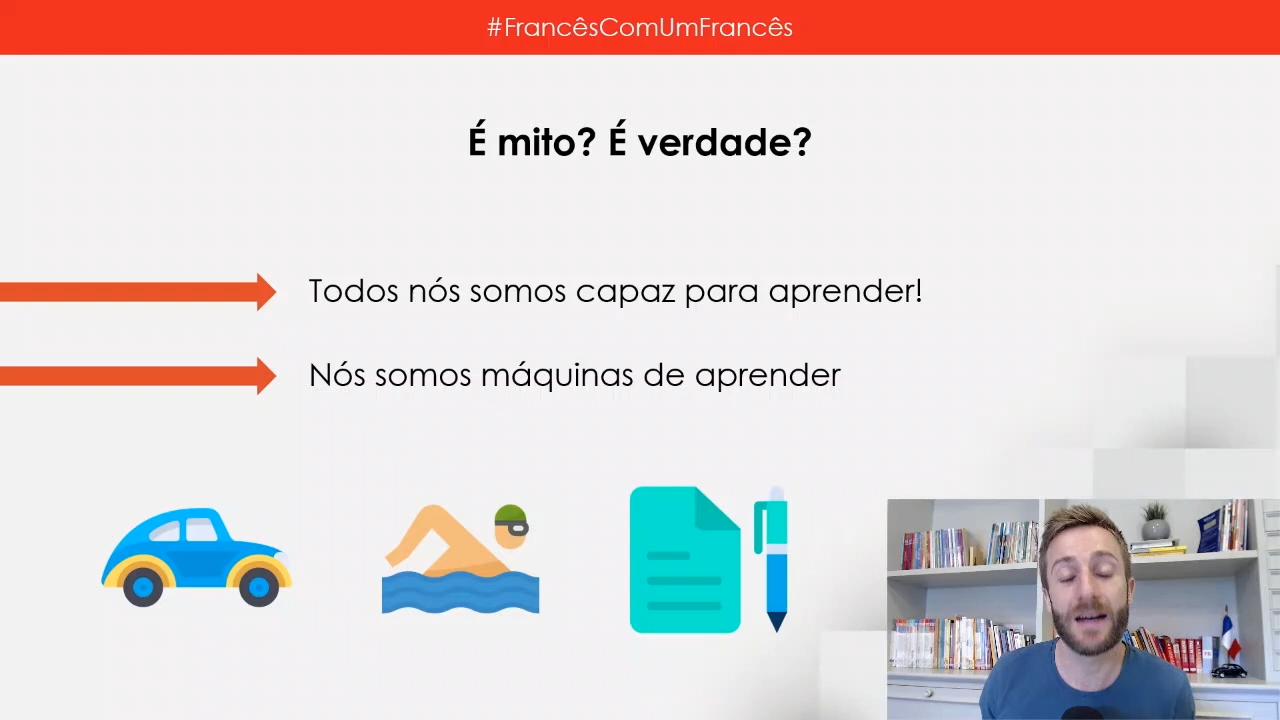 #FrancêsComUmFrancês
É mito? É verdade?
Todos nós somos capaz para aprender!
Nós somos máquinas de aprender